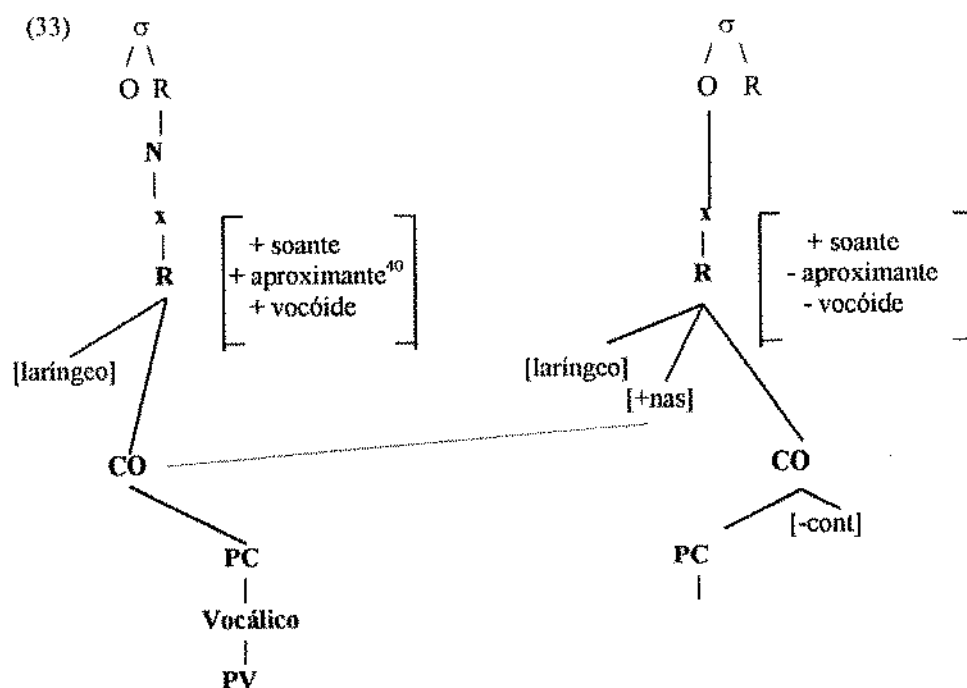 (33)
σ σ
O R O R
N
x x
R R
+ soante
+ aproximante⁴⁰
+ vocóide
+ soante
- aproximante
- vocóide
[laríngeo] [laríngeo]
[+nas]
CO CO
[-cont]
PC PC
Vocálico
PV